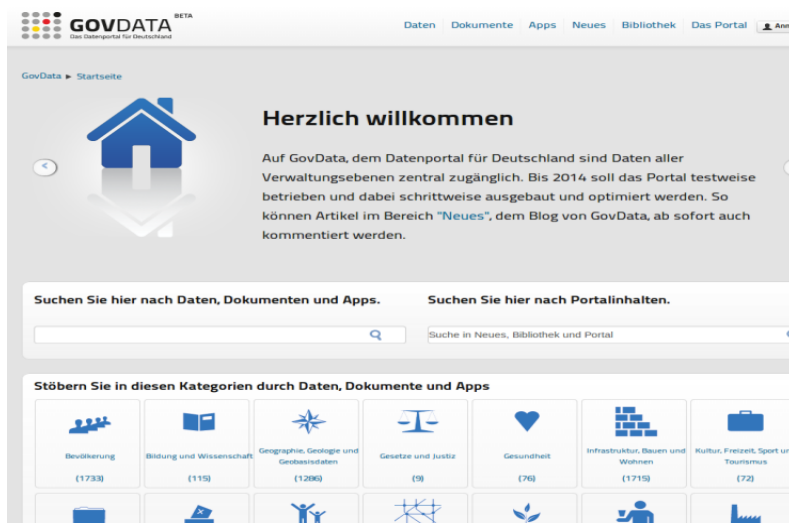 GOVDATA BETA
Das Datenportal für Deutschland
Daten Dokumente Apps Neues Bibliothek Das Portal
GovData ▸ Startseite
Herzlich willkommen
Auf GovData, dem Datenportal für Deutschland sind Daten aller
Verwaltungsebenen zentral zugänglich. Bis 2014 soll das Portal testweise
betrieben und dabei schrittweise ausgebaut und optimiert werden. So
können Artikel im Bereich "Neues", dem Blog von GovData, ab sofort auch
kommentiert werden.
Suchen Sie hier nach Daten, Dokumenten und Apps.
Suchen Sie hier nach Portalinhalten.
Suche in Neues, Bibliothek und Portal
Stöbern Sie in diesen Kategorien durch Daten, Dokumente und Apps
Bevölkerung
(1733)
Bildung und Wissenschaft
(115)
Geographie, Geologie und
Geobasisdaten
(1286)
Gesetze und Justiz
(9)
Gesundheit
(76)
Infrastruktur, Bauen und
Wohnen
(1715)
Kultur, Freizeit, Sport un
Tourismus
(72)